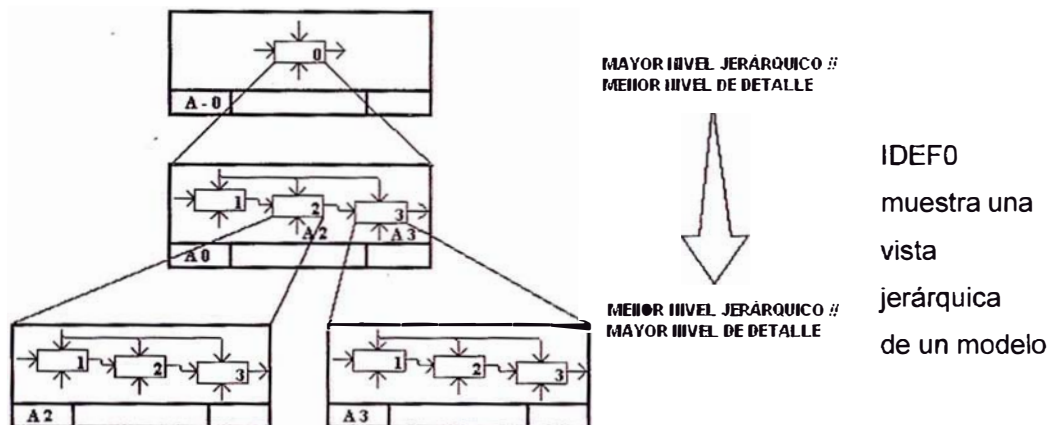 0
A - 0
MAYOR NIVEL JERÁRQUICO //
MENOR NIVEL DE DETALLE
1
2
3
A 2
A 3
A 0
IDEF0
muestra una
vista
jerárquica
de un modelo
MENOR NIVEL JERÁRQUICO //
MAYOR NIVEL DE DETALLE
1
2
3
A 2
1
2
3
A 3